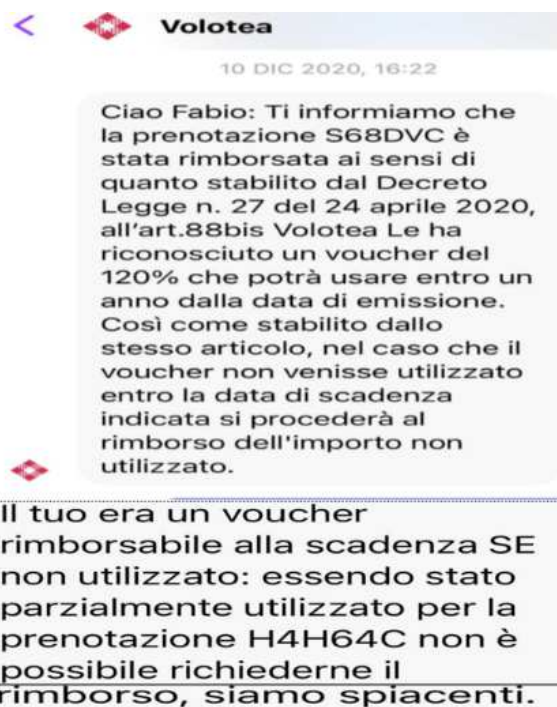 Volotea
10 DIC 2020, 16:22
Ciao Fabio: Ti informiamo che
la prenotazione S68DVC è
stata rimborsata ai sensi di
quanto stabilito dal Decreto
Legge n. 27 del 24 aprile 2020,
all'art.88bis Volotea Le ha
riconosciuto un voucher del
120% che potrà usare entro un
anno dalla data di emissione.
Così come stabilito dallo
stesso articolo, nel caso che il
voucher non venisse utilizzato
entro la data di scadenza
indicata si procederà al
rimborso dell'importo non
utilizzato.
Il tuo era un voucher
rimborsabile alla scadenza SE
non utilizzato: essendo stato
parzialmente utilizzato per la
prenotazione H4H64C non è
possibile richiederne il
rimborso, siamo spiacenti.